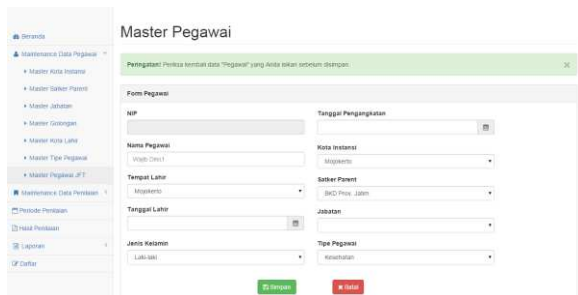 Master Pegawai
Beranda
Maintenance Data Pegawai
Master Kota Instansi
Master Satker Parent
Master Jabatan
Master Golongan
Master Kota Lahir
Master Tipe Pegawai
Master Pegawai JFT
Maintenance Data Penilaian
Periode Penilaian
Hasil Penilaian
Laporan
Daftar
Peringatan! Periksa kembali data "Pegawai" yang Anda isikan sebelum disimpan. ×
Form Pegawai
NIP
Nama Pegawai
Wajib Diisi!
Tempat Lahir
Mojokerto
Tanggal Lahir
Jenis Kelamin
Laki-laki
Tanggal Pengangkatan
Kota Instansi
Mojokerto
Satker Parent
BKD Prov. Jatim
Jabatan
Tipe Pegawai
Kesehatan
Simpan
Batal